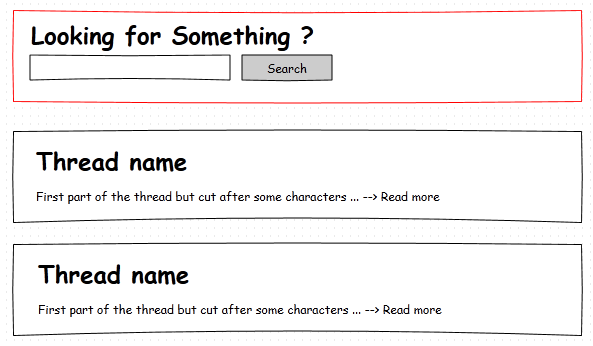 Looking for Something ?
Search
Thread name
First part of the thread but cut after some characters ... --> Read more
Thread name
First part of the thread but cut after some characters ... --> Read more